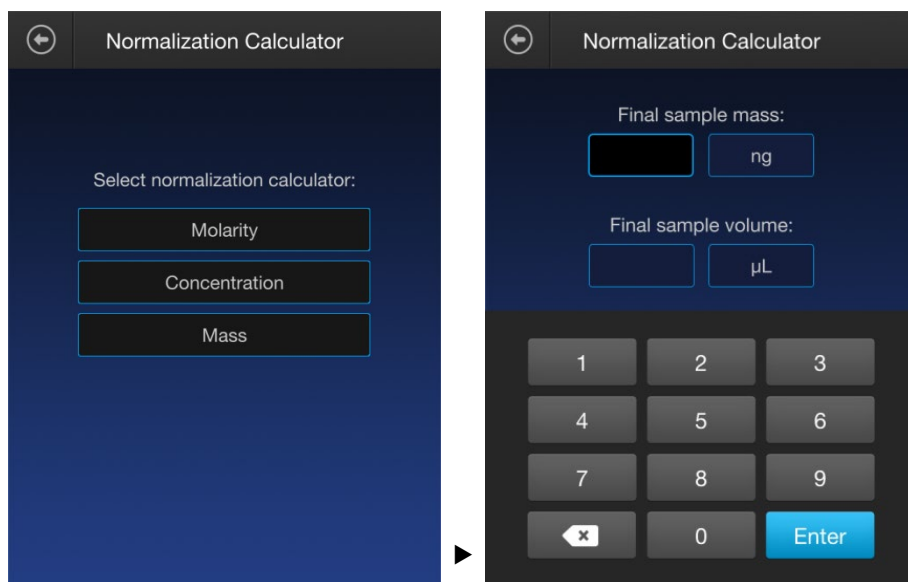 Normalization Calculator
Select normalization calculator:
Molarity
Concentration
Mass
Normalization Calculator
Final sample mass:
ng
Final sample volume:
µL
1 2 3
4 5 6
7 8 9
0 Enter